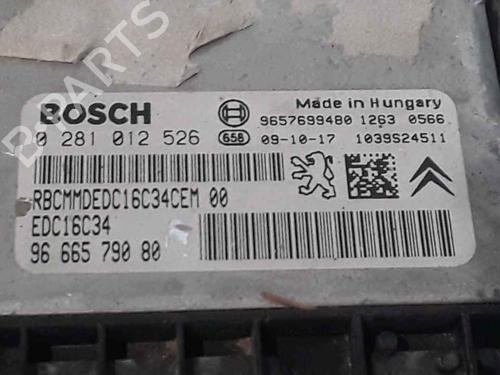 B-PARTS
BOSCH
Made in Hungary
9657699480 1263 0566
0 281 012 526
65B
09-10-17 1039S24511
RBCMMDEDC16C34CEM 00
EDC16C34
96 665 790 80